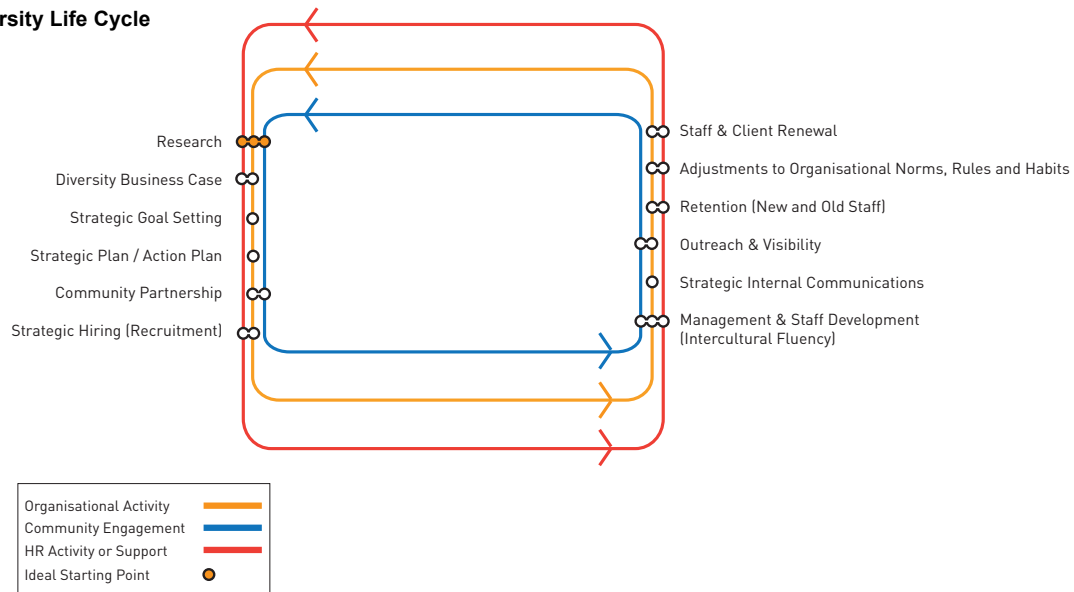 rsity Life Cycle
Research
Diversity Business Case
Strategic Goal Setting
Strategic Plan / Action Plan
Community Partnership
Strategic Hiring (Recruitment)
Staff & Client Renewal
Adjustments to Organisational Norms, Rules and Habits
Retention (New and Old Staff)
Outreach & Visibility
Strategic Internal Communications
Management & Staff Development
(Intercultural Fluency)
Organisational Activity
Community Engagement
HR Activity or Support
Ideal Starting Point